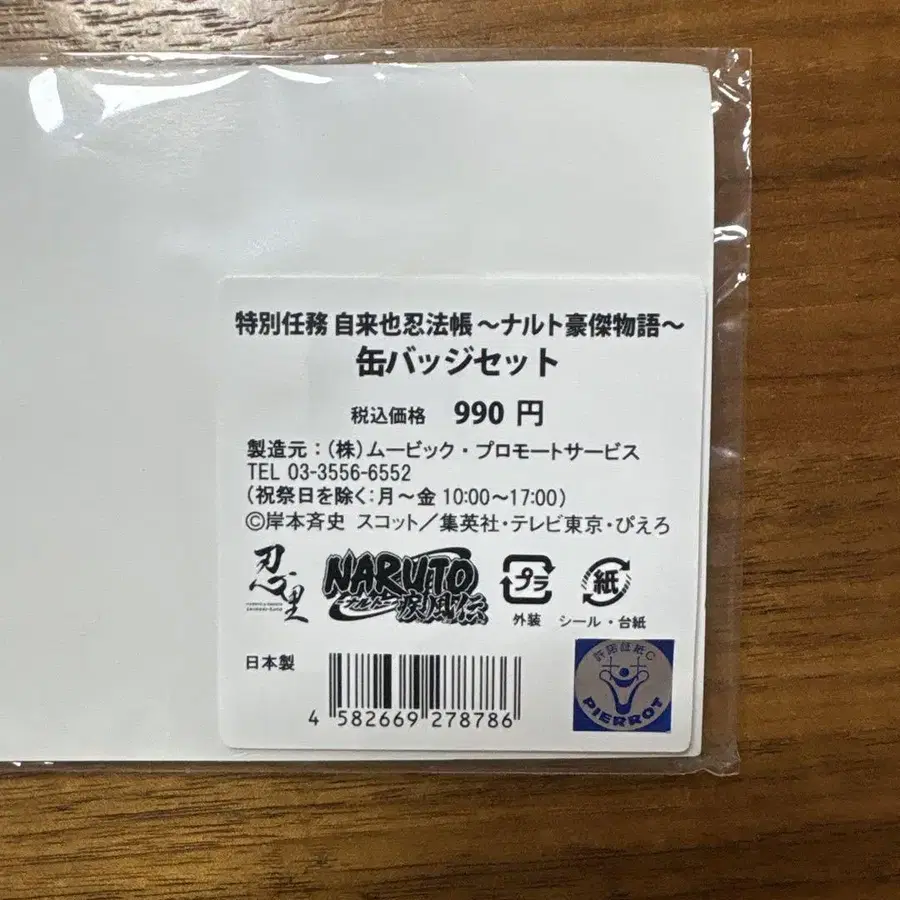 特別任務 自来也忍法帳 ～ナルト豪傑物語～
缶バッジセット
税込価格 990 円
製造元：(株)ムービック・プロモートサービス
TEL 03-3556-6552
(祝祭日を除く：月～金 10:00～17:00)
©岸本斉史 スコット／集英社・テレビ東京・ぴえろ
忍里
NARUTO
ナルト
疾風伝
プラ
外装
紙
シール・台紙
日本製
4 582669 278786
許諾証紙C
PIERROT